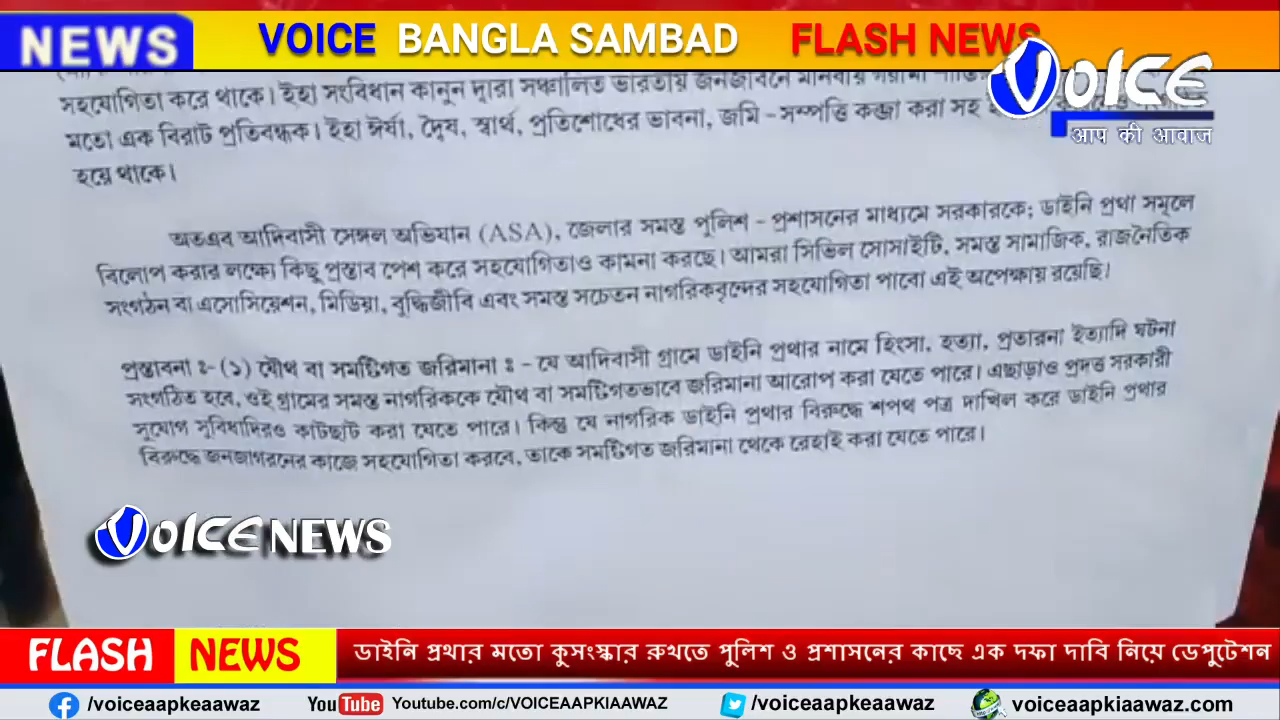 NEWS
VOICE BANGLA SAMBAD FLASH NEWS
VOICE
आप की आवाज
সহযোগিতা করে থাকে। ইহা সংবিধান কানুন দ্বারা সঞ্চালিত ভারতীয় জনজীবনে মানবীয়
মতো এক বিরাট প্রতিবন্ধক। ইহা ঈর্ষা, দ্বৈষ, স্বার্থ, প্রতিশোধের ভাবনা, জমি - সম্পত্তি কব্জা করা সহ
হয়ে থাকে।
অতএব আদিবাসী সেঙ্গল অভিযান (ASA), জেলার সমস্ত পুলিশ - প্রশাসনের মাধ্যমে সরকারকে; ডাইনি প্রথা সমূলে
বিলোপ করার লক্ষ্যে কিছু প্রস্তাব পেশ করে সহযোগিতাও কামনা করছে। আমরা সিভিল সোসাইটি, সমস্ত সামাজিক, রাজনৈতিক
সংগঠন বা এসোসিয়েশন, মিডিয়া, বুদ্ধিজীবি এবং সমস্ত সচেতন নাগরিকবৃন্দের সহযোগিতা পাবো এই অপেক্ষায় রয়েছি।
প্রস্তাবনা ঃ- (১) যৌথ বা সমষ্টিগত জরিমানা ঃ - যে আদিবাসী গ্রামে ডাইনি প্রথার নামে হিংসা, হত্যা, প্রতারনা ইত্যাদি ঘটনা
সংগঠিত হবে, ওই গ্রামের সমস্ত নাগরিককে যৌথ বা সমষ্টিগতভাবে জরিমানা আরোপ করা যেতে পারে। এছাড়াও প্রদত্ত সরকারী
সুযোগ সুবিধাদিরও কাটছাট করা যেতে পারে। কিন্তু যে নাগরিক ডাইনি প্রথার বিরুদ্ধে শপথ পত্র দাখিল করে ডাইনি প্রথার
বিরুদ্ধে জনজাগরনের কাজে সহযোগিতা করবে, তাকে সমষ্টিগত জরিমানা থেকে রেহাই করা যেতে পারে।
VOICE NEWS
FLASH NEWS ডাইনি প্রথার মতো কুসংস্কার রুখতে পুলিশ ও প্রশাসনের কাছে এক দফা দাবি নিয়ে ডেপুটেশন
/voiceaapkeaawaz YouTube Youtube.com/c/VOICEAAPKIAAWAZ /voiceaapkeaawaz voiceaapkiaawaz.com